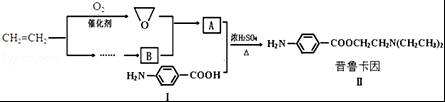 O₂
催化剂
O
A
CH₂=CH₂
浓H₂SO₄
△
H₂N
COOCH₂CH₂N(CH₂CH₃)₂
……
B
H₂N
COOH
普鲁卡因
I
II